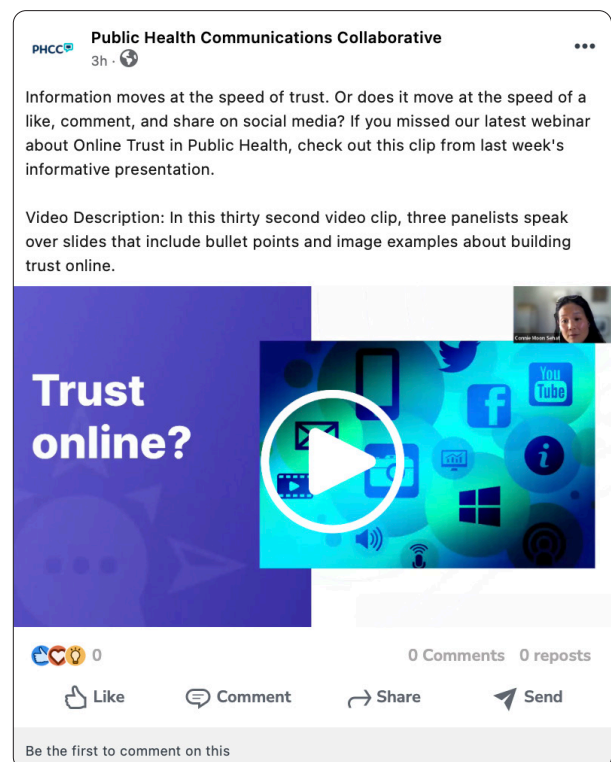 PHCC
Public Health Communications Collaborative
3h ·
Information moves at the speed of trust. Or does it move at the speed of a
like, comment, and share on social media? If you missed our latest webinar
about Online Trust in Public Health, check out this clip from last week's
informative presentation.
Video Description: In this thirty second video clip, three panelists speak
over slides that include bullet points and image examples about building
trust online.
Connie Moon Sehat
Trust
online?
You
Tube
f
i
0
0 Comments 0 reposts
Like Comment Share Send
Be the first to comment on this